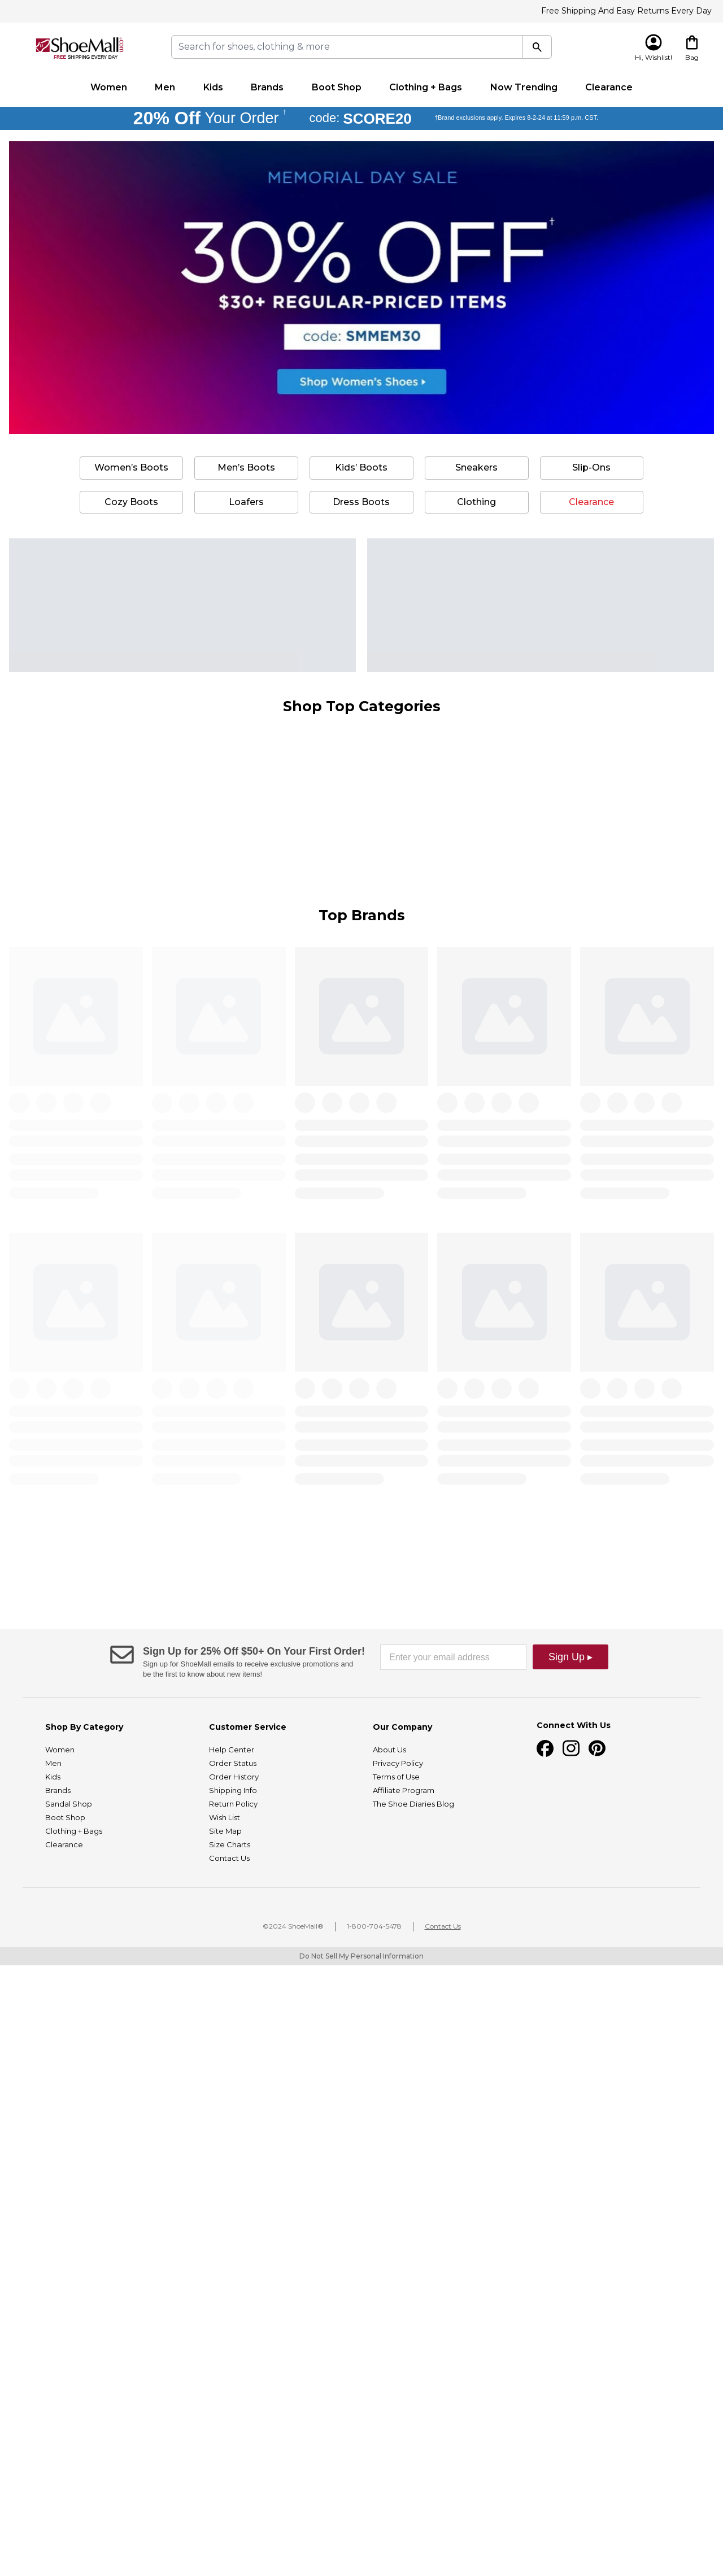 Free Shipping And Easy Returns Every Day
ShoeMall.COM
FREE SHIPPING EVERY DAY
Search for shoes, clothing & more
Hi, Wishlist!
Bag
Women Men Kids Brands Boot Shop Clothing + Bags Now Trending Clearance
20% Off Your Order † code: SCORE20 †Brand exclusions apply. Expires 8-2-24 at 11:59 p.m. CST.
MEMORIAL DAY SALE
30% OFF†
$30+ REGULAR-PRICED ITEMS
code: SMMEM30
Shop Women's Shoes
Women's Boots Men's Boots Kids' Boots Sneakers Slip-Ons
Cozy Boots Loafers Dress Boots Clothing Clearance
Shop Top Categories
Top Brands
Sign Up for 25% Off $50+ On Your First Order!
Sign up for ShoeMall emails to receive exclusive promotions and
be the first to know about new items!
Enter your email address
Sign Up ▸
Shop By Category
Women
Men
Kids
Brands
Sandal Shop
Boot Shop
Clothing + Bags
Clearance
Customer Service
Help Center
Order Status
Order History
Shipping Info
Return Policy
Wish List
Site Map
Size Charts
Contact Us
Our Company
About Us
Privacy Policy
Terms of Use
Affiliate Program
The Shoe Diaries Blog
Connect With Us
©2024 ShoeMall® 1-800-704-5478 Contact Us
Do Not Sell My Personal Information